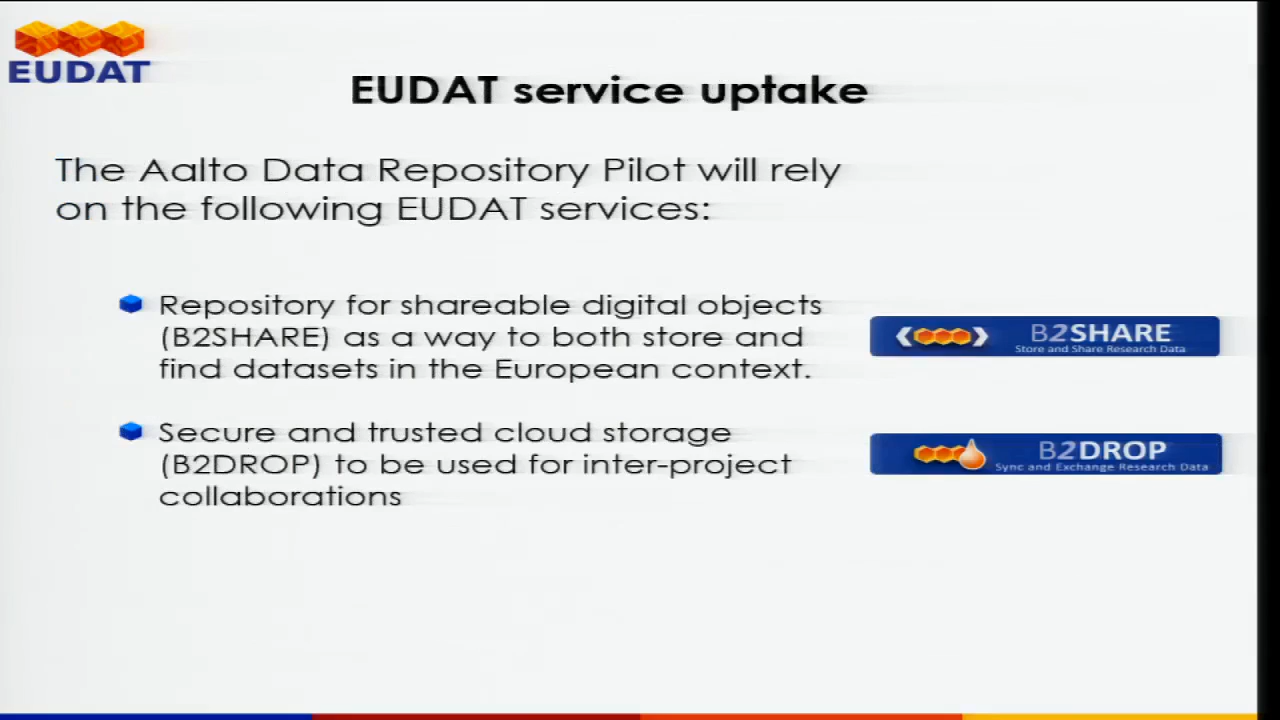 EUDAT
EUDAT service uptake
The Aalto Data Repository Pilot will rely
on the following EUDAT services:
Repository for shareable digital objects
(B2SHARE) as a way to both store and
find datasets in the European context.
B2SHARE
Store and Share Research Data
Secure and trusted cloud storage
(B2DROP) to be used for inter-project
collaborations
B2DROP
Sync and Exchange Research Data